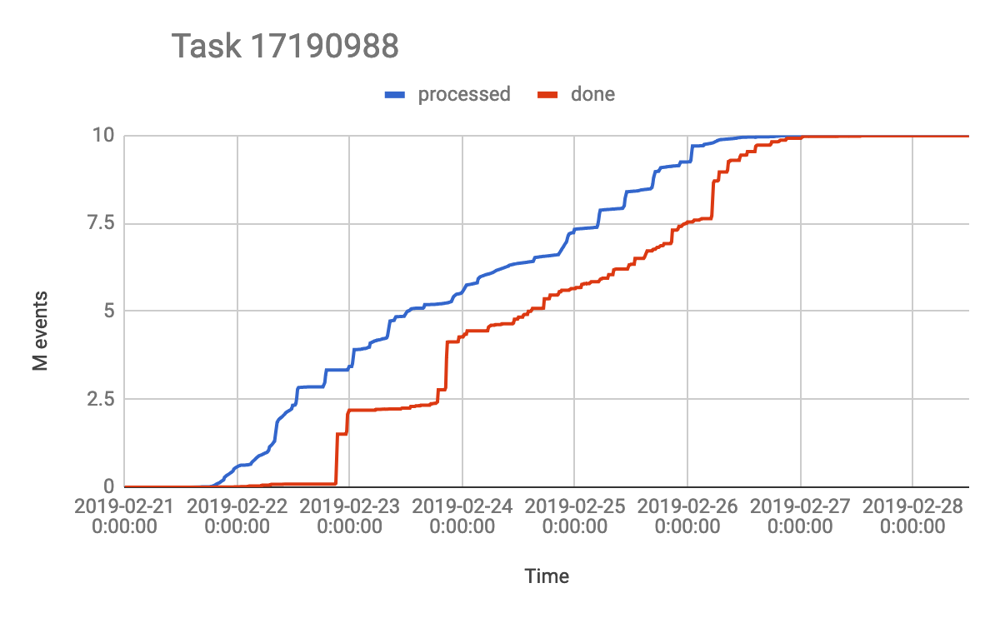 Task 17190988
processed done
10
7.5
5
2.5
0
M events
2019-02-21 2019-02-22 2019-02-23 2019-02-24 2019-02-25 2019-02-26 2019-02-27 2019-02-28
0:00:00 0:00:00 0:00:00 0:00:00 0:00:00 0:00:00 0:00:00 0:00:00
Time